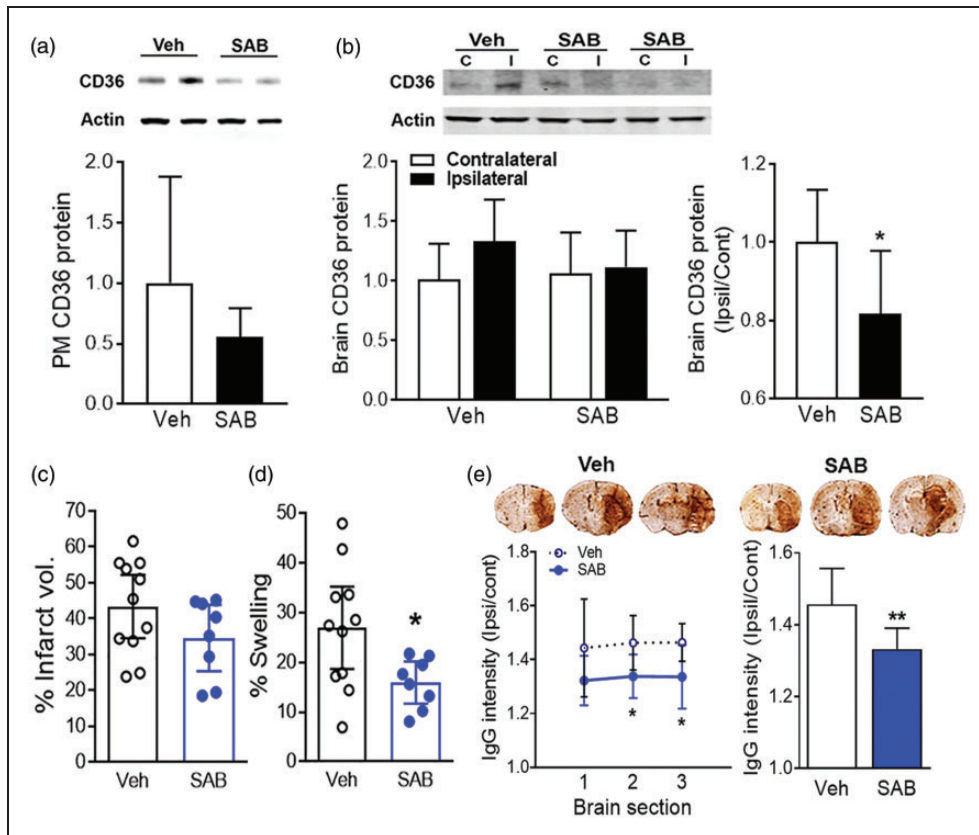 (a)
Veh SAB
CD36
Actin
PM CD36 protein
2.0
1.5
1.0
0.5
0.0
Veh SAB
(b)
Veh SAB SAB
C I C I C I
CD36
Actin
Contralateral
Ipsilateral
Brain CD36 protein
2.0
1.5
1.0
0.5
0.0
Veh SAB
Brain CD36 protein
(Ipsil/Cont)
1.2
1.0
0.8
0.6
*
Veh SAB
(c)
% Infarct vol.
70
60
50
40
30
20
10
0
Veh SAB
(d)
% Swelling
50
40
30
20
10
0
*
Veh SAB
(e)
Veh SAB
Veh
SAB
IgG intensity (Ipsi/cont)
1.8
1.6
1.4
1.2
1.0
* *
1 2 3
Brain section
IgG intensity (Ipsil/Cont)
1.6
1.4
1.2
1.0
**
Veh SAB